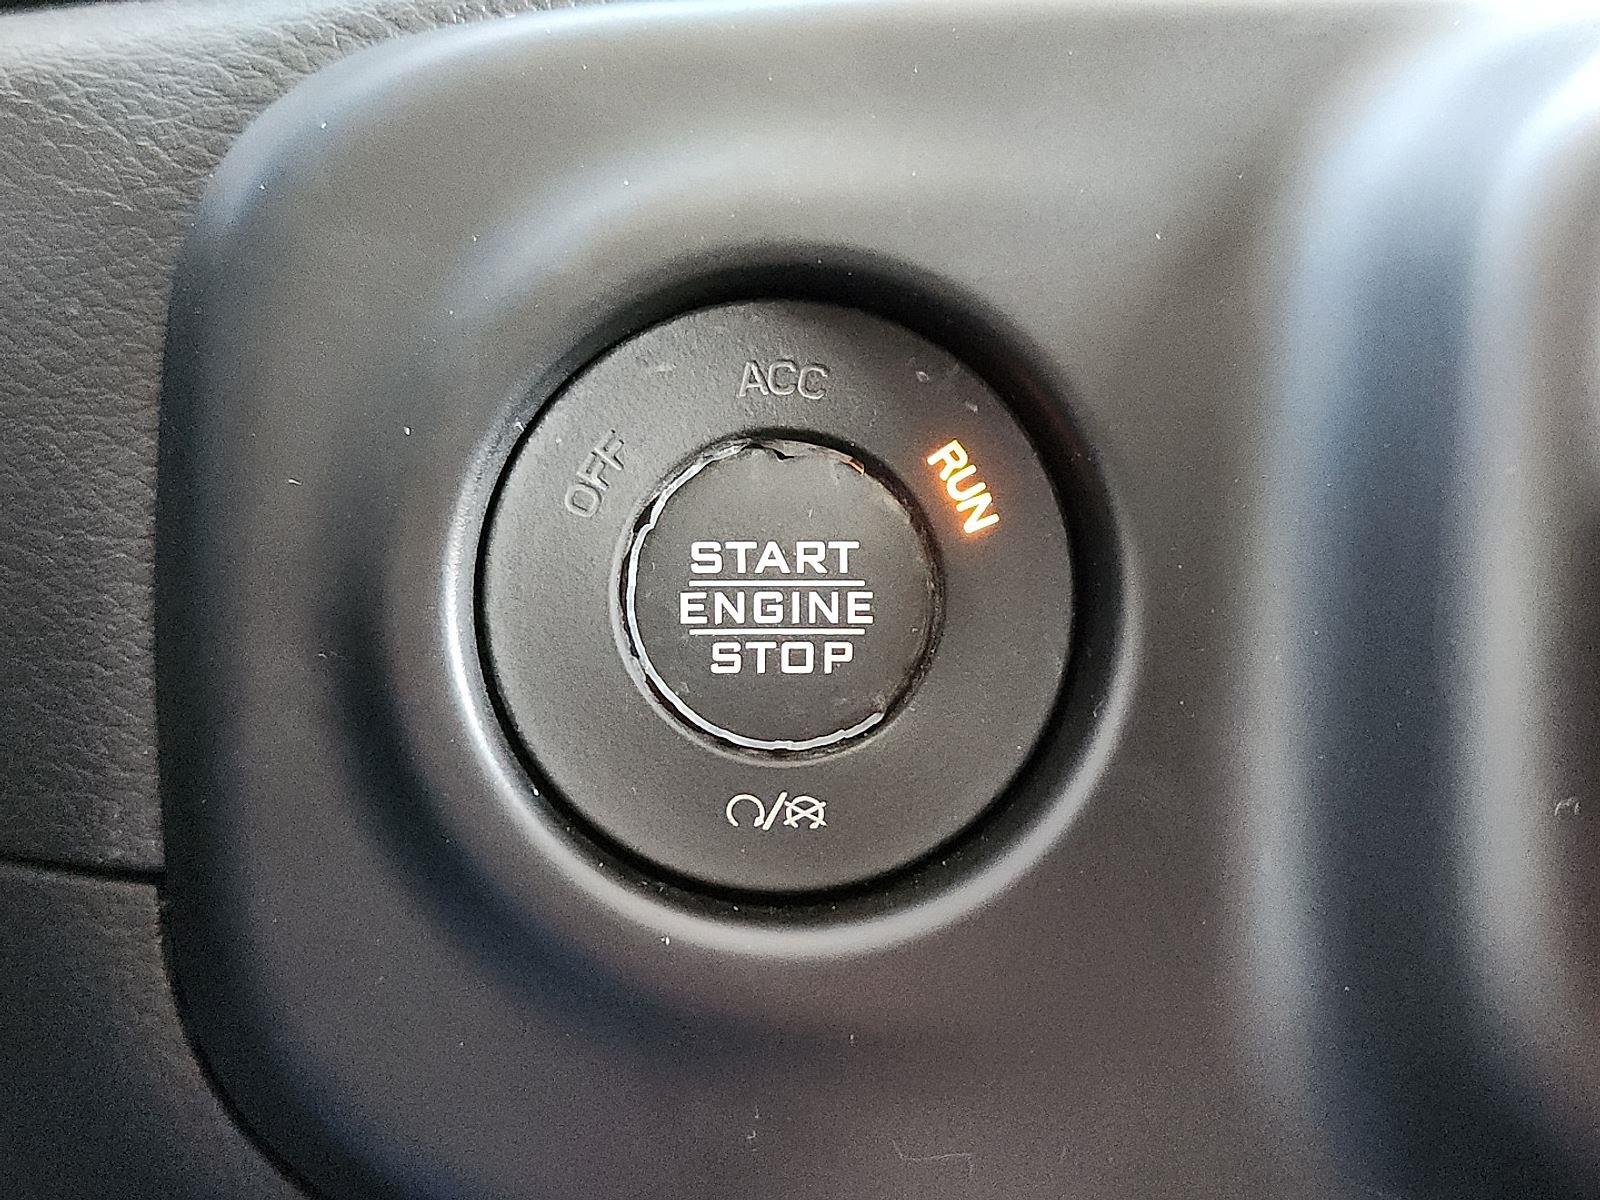 ACC
OFF
RUN
START
ENGINE
STOP